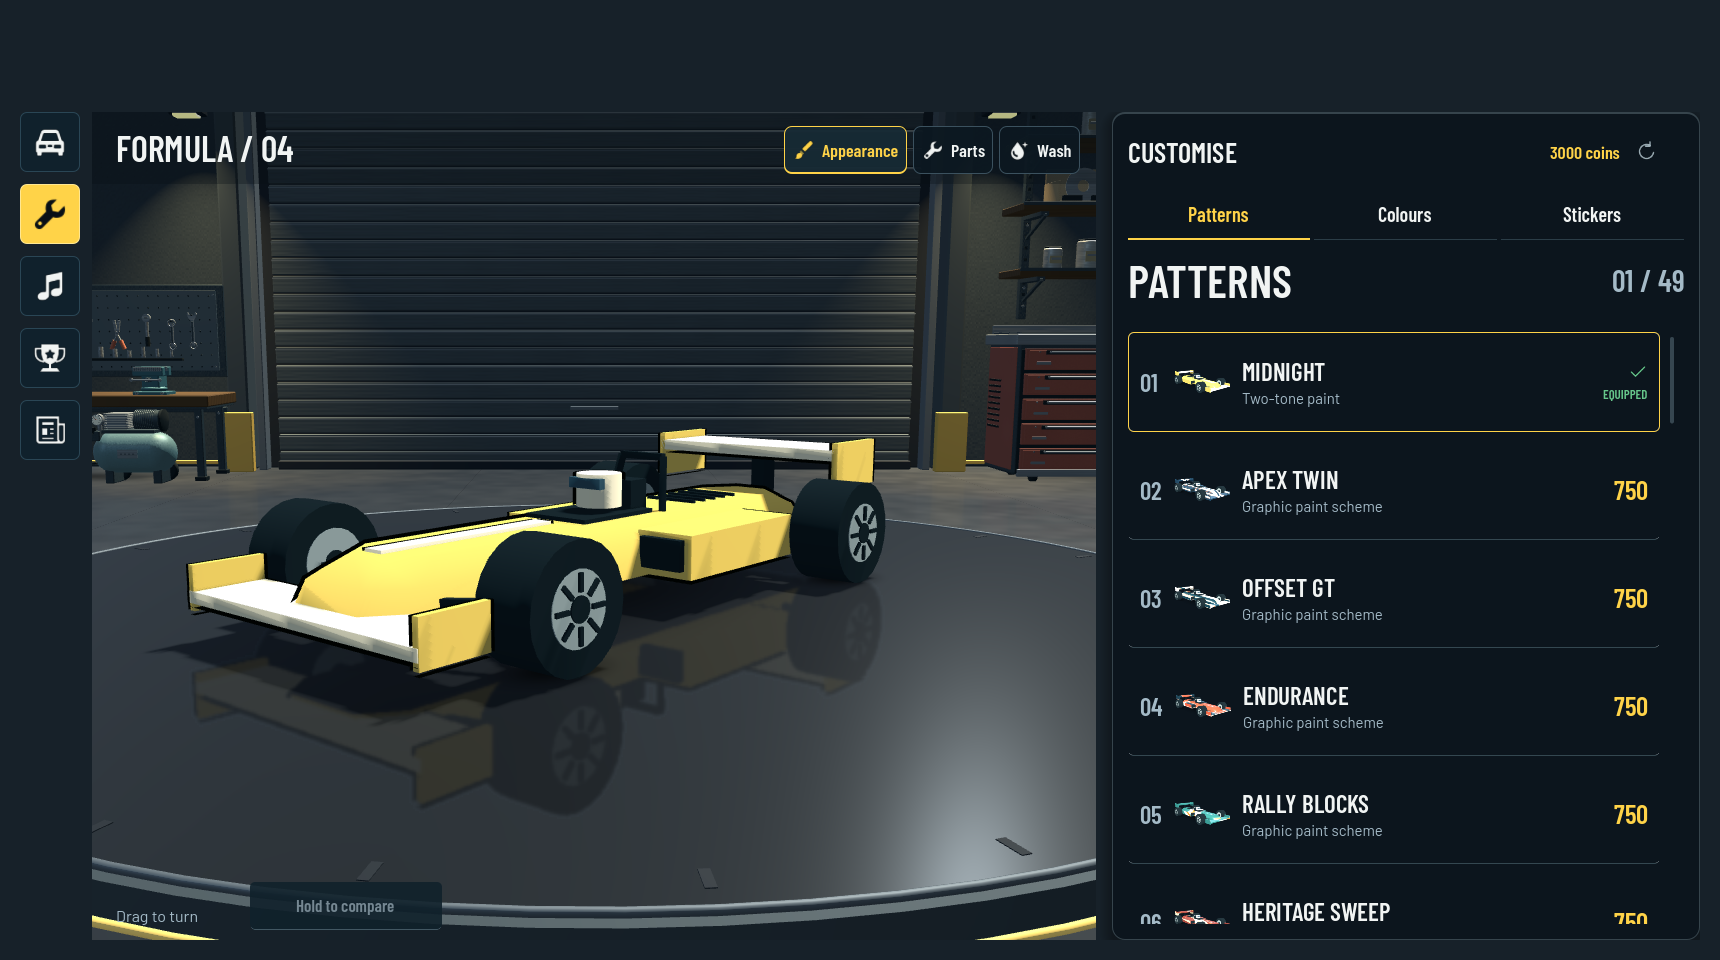 FORMULA / 04
Appearance
Parts
Wash
Drag to turn
Hold to compare
CUSTOMISE
3000 coins
Patterns
Colours
Stickers
PATTERNS
01 / 49
01
MIDNIGHT
Two-tone paint
EQUIPPED
02
APEX TWIN
Graphic paint scheme
750
03
OFFSET GT
Graphic paint scheme
750
04
ENDURANCE
Graphic paint scheme
750
05
RALLY BLOCKS
Graphic paint scheme
750
06
HERITAGE SWEEP
750